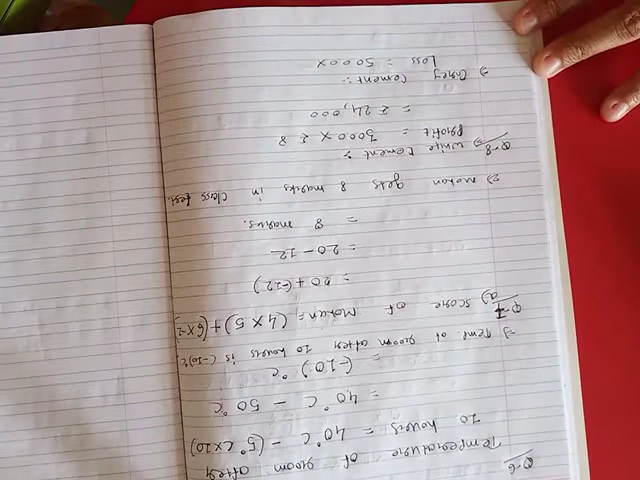 Q-6 Temperature of room after
10 hours = 40°C - (5°C x 10)
= 40°C - 50°C
= (-10)°C
⇒ Temp. of room after 10 hours is (-10°C)
Q-7 a) Score of Mohan = (4 x 5) + (6 x -2)
= 20 + (-12)
= 20 - 12
= 8 marks.
⇒ Mohan gets 8 marks in class test.
Q-8 ⇒ White Cement :-
Profit = 3000 x ₹ 8
= ₹ 24,000
⇒ Grey Cement :-
Loss = 5000 x